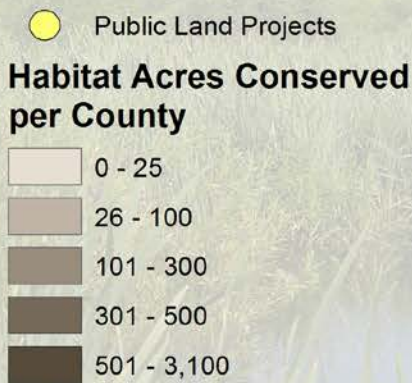 Public Land Projects
Habitat Acres Conserved
per County
0 - 25
26 - 100
101 - 300
301 - 500
501 - 3,100